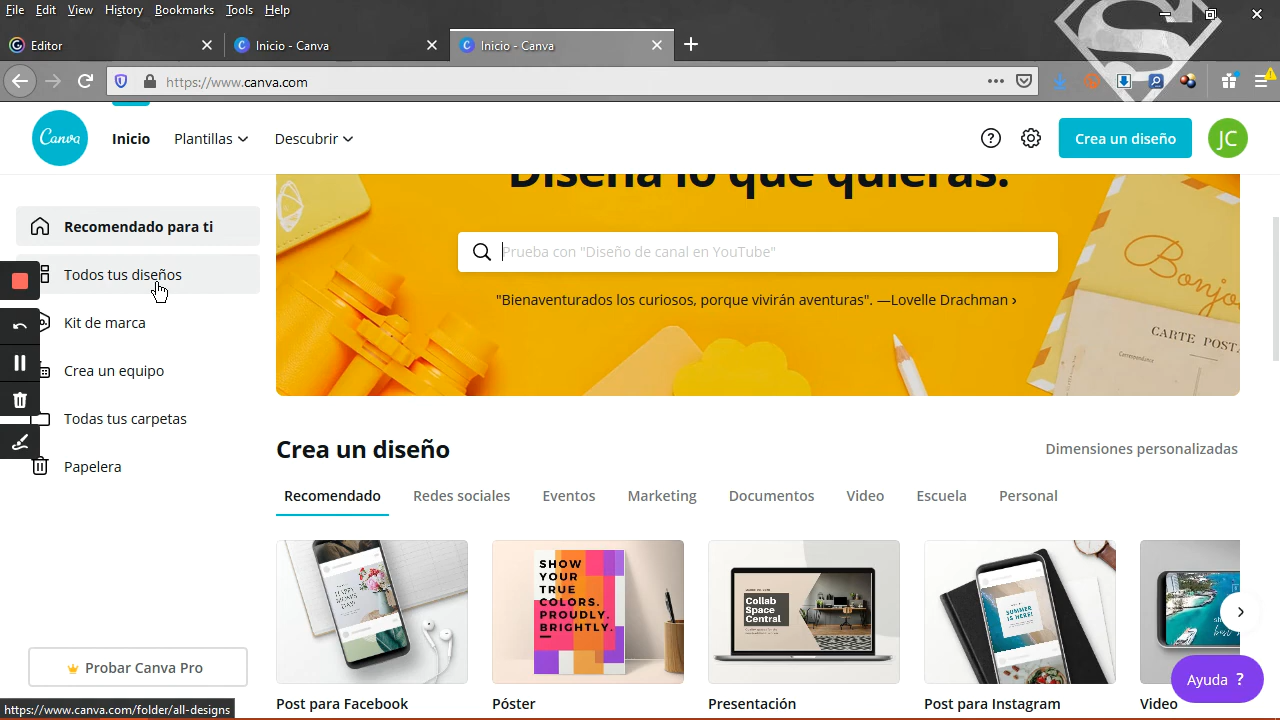 File Edit View History Bookmarks Tools Help
Editor
Inicio - Canva
Inicio - Canva
https://www.canva.com
Canva
Inicio
Plantillas
Descubrir
Crea un diseño
JC
Diseña lo que quieras.
Recomendado para ti
Prueba con "Diseño de canal en YouTube"
Todos tus diseños
"Bienaventurados los curiosos, porque vivirán aventuras". —Lovelle Drachman ›
Bonjo
CARTE POST
Kit de marca
Crea un equipo
Todas tus carpetas
Papelera
Crea un diseño
Dimensiones personalizadas
Recomendado Redes sociales Eventos Marketing Documentos Video Escuela Personal
SHOW
YOUR
TRUE
COLORS.
PROUDLY.
BRIGHTLY.
Collab
Space
Central
SUMMER
IS HERE!
Probar Canva Pro
Ayuda ?
Post para Facebook
Póster
Presentación
Post para Instagram
Video
https://www.canva.com/folder/all-designs